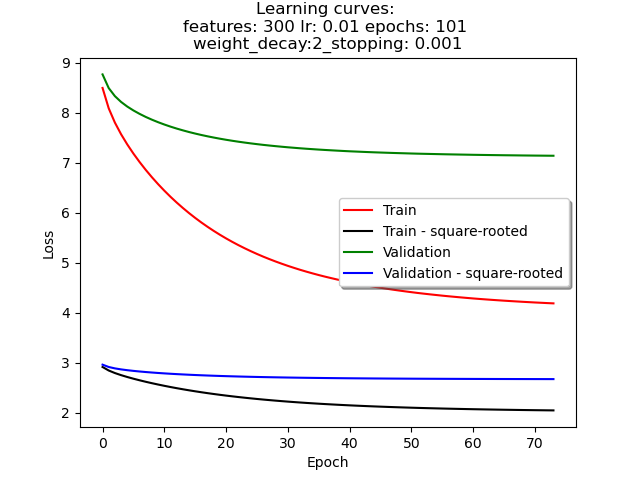 Learning curves:
features: 300 lr: 0.01 epochs: 101
weight_decay:2_stopping: 0.001
9
8
7
6
5
4
3
2
Loss
Train
Train - square-rooted
Validation
Validation - square-rooted
0 10 20 30 40 50 60 70
Epoch